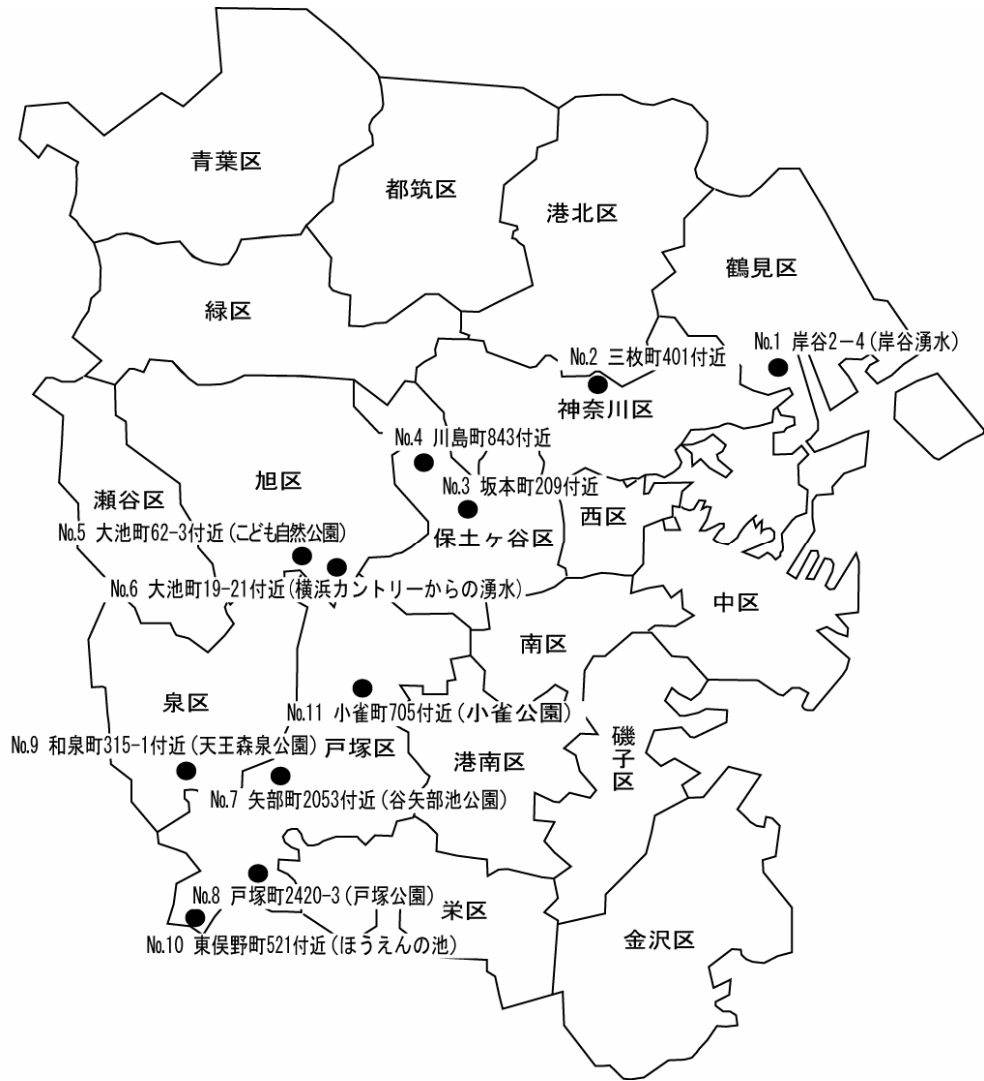 青葉区
都筑区
港北区
鶴見区
緑区
No.1 岸谷2－4(岸谷湧水)
No.2 三枚町401付近
神奈川区
No.4 川島町843付近
瀬谷区
旭区
No.3 坂本町209付近
西区
No.5 大池町62-3付近(こども自然公園)
保土ヶ谷区
No.6 大池町19-21付近(横浜カントリーからの湧水)
中区
南区
泉区
No.11 小雀町705付近(小雀公園)
No.9 和泉町315-1付近(天王森泉公園)
戸塚区
港南区
磯子区
No.7 矢部町2053付近(谷矢部池公園)
No.8 戸塚町2420-3(戸塚公園)
栄区
No.10 東俣野町521付近(ほうえんの池)
金沢区